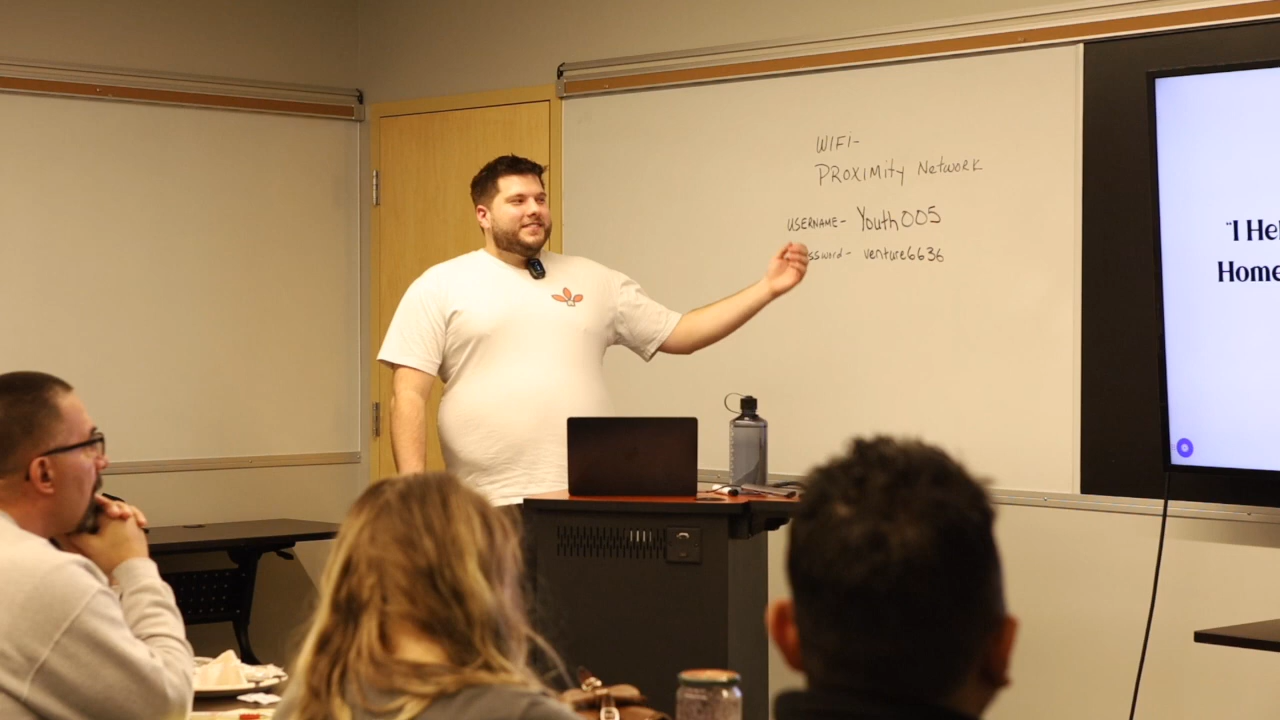 WIFI-
PROXIMITY NetwoRK
USERNAME- Youth005
ssword- venture6636
"I Hel
Home